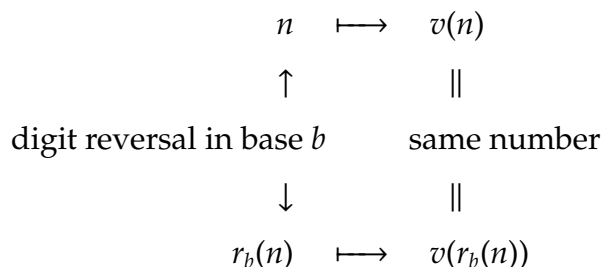 n ⟼ v(n)
↑ ||
digit reversal in base b same number
↓ ||
r_b(n) ⟼ v(r_b(n))